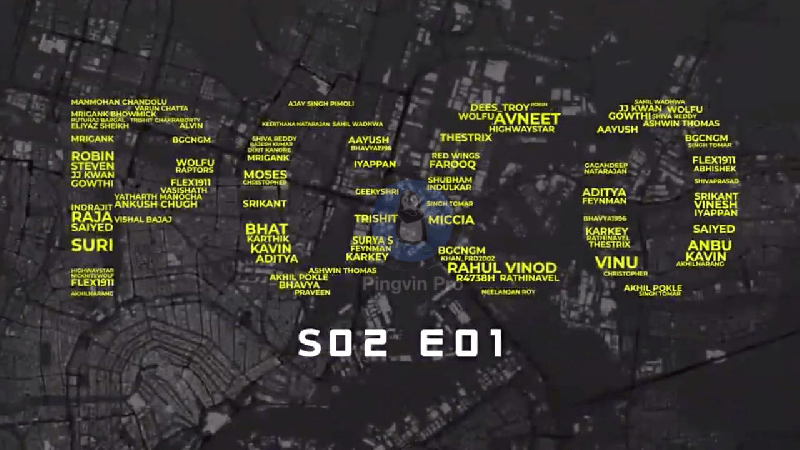 MANMOHAN CHANDOLU
VARUN CHATTA
MRIGANK BHOWMICK
TRISHIT CHAKRABORTY
ELIYAZ SHEIKH
ALVIN
MRIGANK
BGCNGM
ROBIN
STEVEN
WOLFU
RAPTORS
JJ KWAN
GOWTHI
FLEX1911
VASISHATH
YATHARTH MANOCHA
ANKUSH CHUGH
INDRAJIT
RAJA
VISHAL BAJAJ
SAIYED
SURI
HIGHWAYSTAR
FLEX1911
AKHILNARANG
AJAY SINGH PIMOLI
KEERTHANA NATARAJAN
SAHIL WADHWA
SHIVA REDDY
RAJESH KUMAR
DIXIT KANDRE
MRIGANK
AAYUSH
BHAVYA1996
IYAPPAN
MOSES
CHRISTOPHER
GEEKYSHRI
SRIKANT
TRISHIT
BHAT
KARTHIK
KAVIN
ADITYA
SURYA S
FEYNMAN
KARKEY
ASHWIN THOMAS
AKHIL POKLE
BHAVYA
PRAVEEN
DEES_TROY
ROBIN
WOLFU
AVNEET
HIGHWAYSTAR
THESTRIX
RED WINGS
FAROOQ
SHUBHAM
INDULKAR
SINGH TOMAR
MICCIA
BGCNGM
RAHUL VINOD
R4738H
RATHINAVEL
NEELANJAN ROY
SAHIL WADHWA
JJ KWAN
WOLFU
GOWTHI
SHIVA REDDY
ASHWIN THOMAS
AAYUSH
BGCNGM
SINGH TOMAR
GAGANDEEP
NATARAJAN
FLEX1911
ABHISHEK
SHIVAPRASAD
ADITYA
FEYNMAN
SRIKANT
VINESH
IYAPPAN
BHAVYA1996
KARKEY
RATHINAVEL
THESTRIX
SAIYED
ANBU
KAVIN
AKHILNARANG
VINU
CHRISTOPHER
AKHIL POKLE
SINGH TOMAR
Pingvin Pro
S02 E01